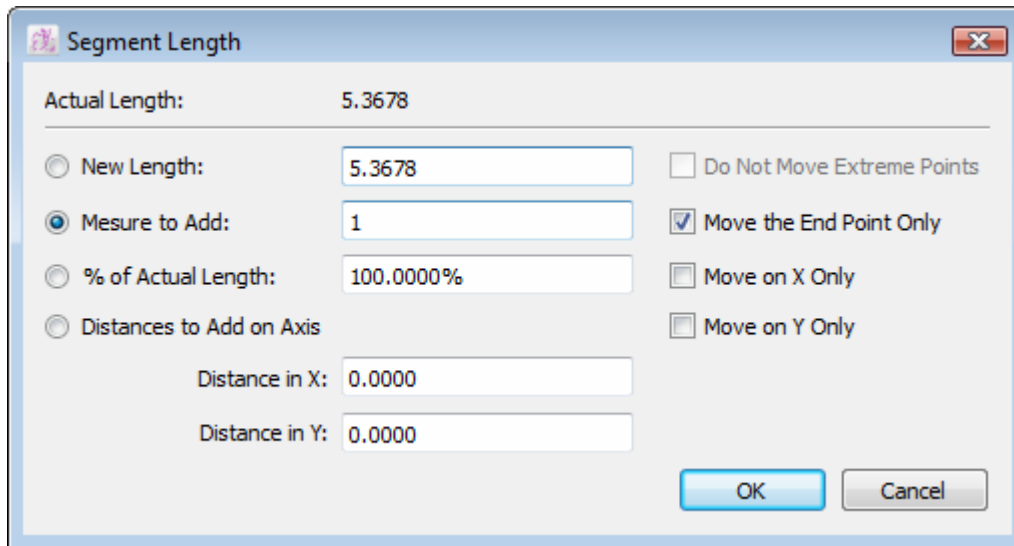 Segment Length
Actual Length: 5.3678
New Length: 5.3678 Do Not Move Extreme Points
Mesure to Add: 1 Move the End Point Only
% of Actual Length: 100.0000% Move on X Only
Distances to Add on Axis Move on Y Only
Distance in X: 0.0000
Distance in Y: 0.0000
OK Cancel